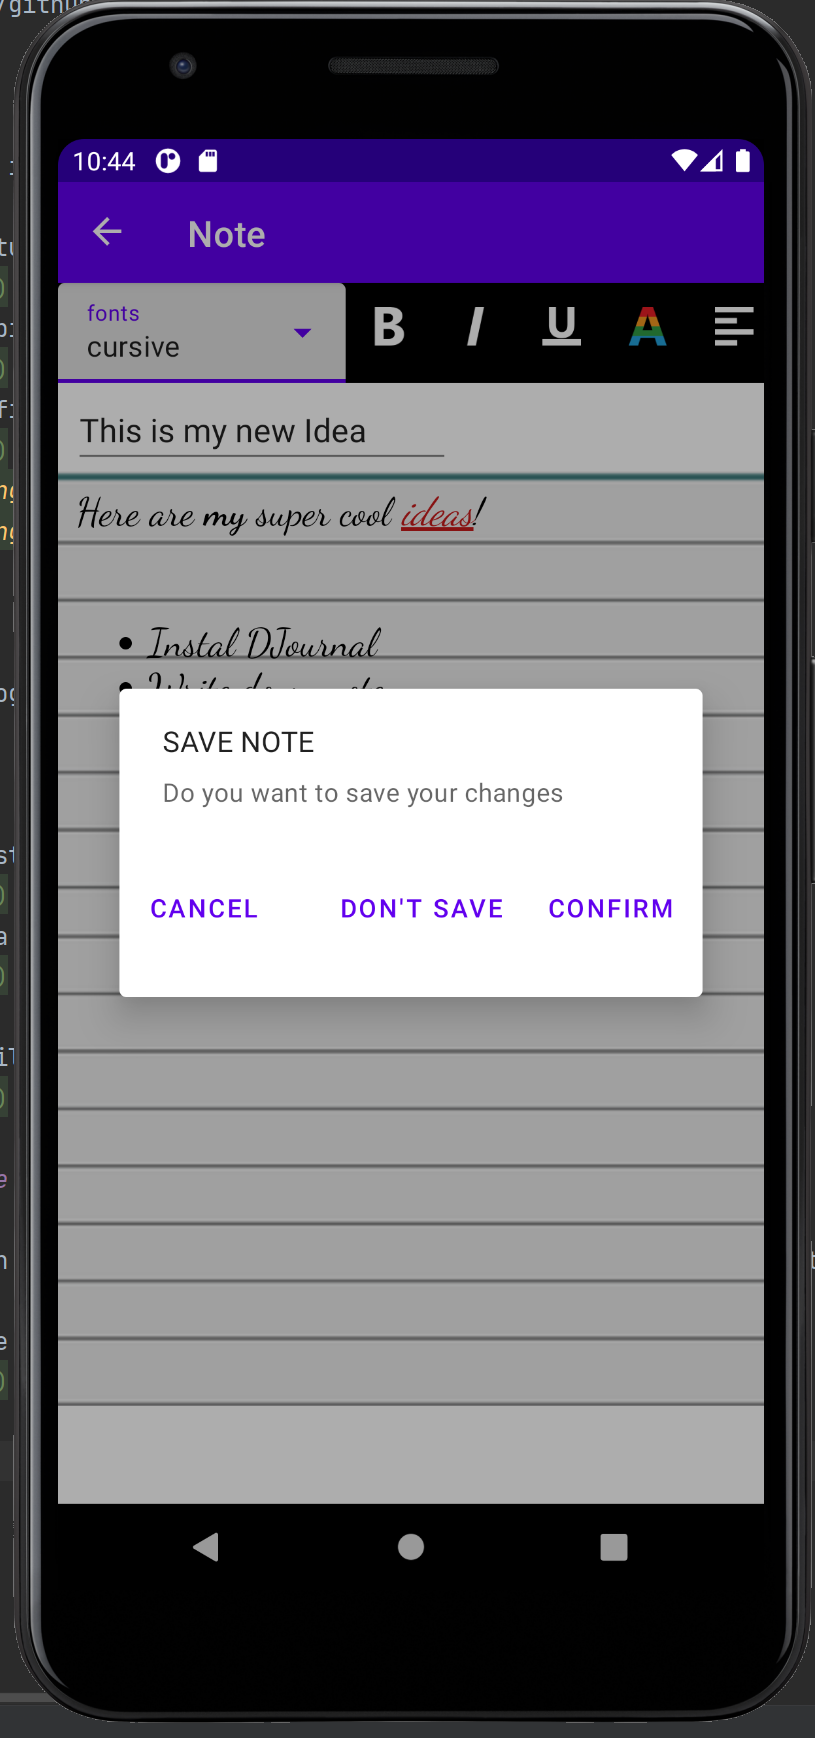 /github
10:44
Note
fonts
cursive
B I U A
This is my new Idea
Here are my super cool ideas!
Instal DJournal
SAVE NOTE
Do you want to save your changes
CANCEL DON'T SAVE CONFIRM